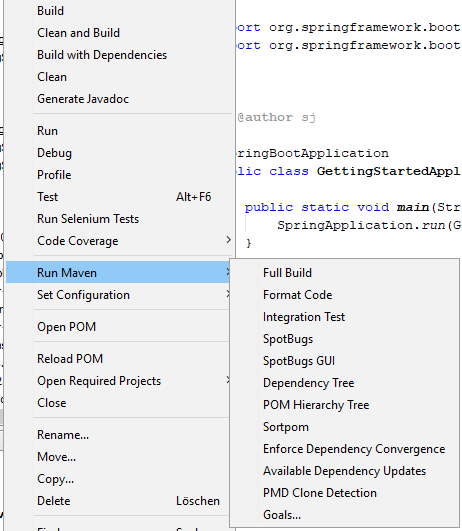 Build
Clean and Build
Build with Dependencies
Clean
Generate Javadoc
Run
Debug
Profile
Test Alt+F6
Run Selenium Tests
Code Coverage
Run Maven
Set Configuration
Open POM
Reload POM
Open Required Projects
Close
Rename...
Move...
Copy...
Delete Löschen
Full Build
Format Code
Integration Test
SpotBugs
SpotBugs GUI
Dependency Tree
POM Hierarchy Tree
Sortpom
Enforce Dependency Convergence
Available Dependency Updates
PMD Clone Detection
Goals...
ort org.springframework.boot
ort org.springframework.boot
@author sj
ringBootApplication
lic class GettingStartedAppl
public static void main(Str
SpringApplication.run(G
}